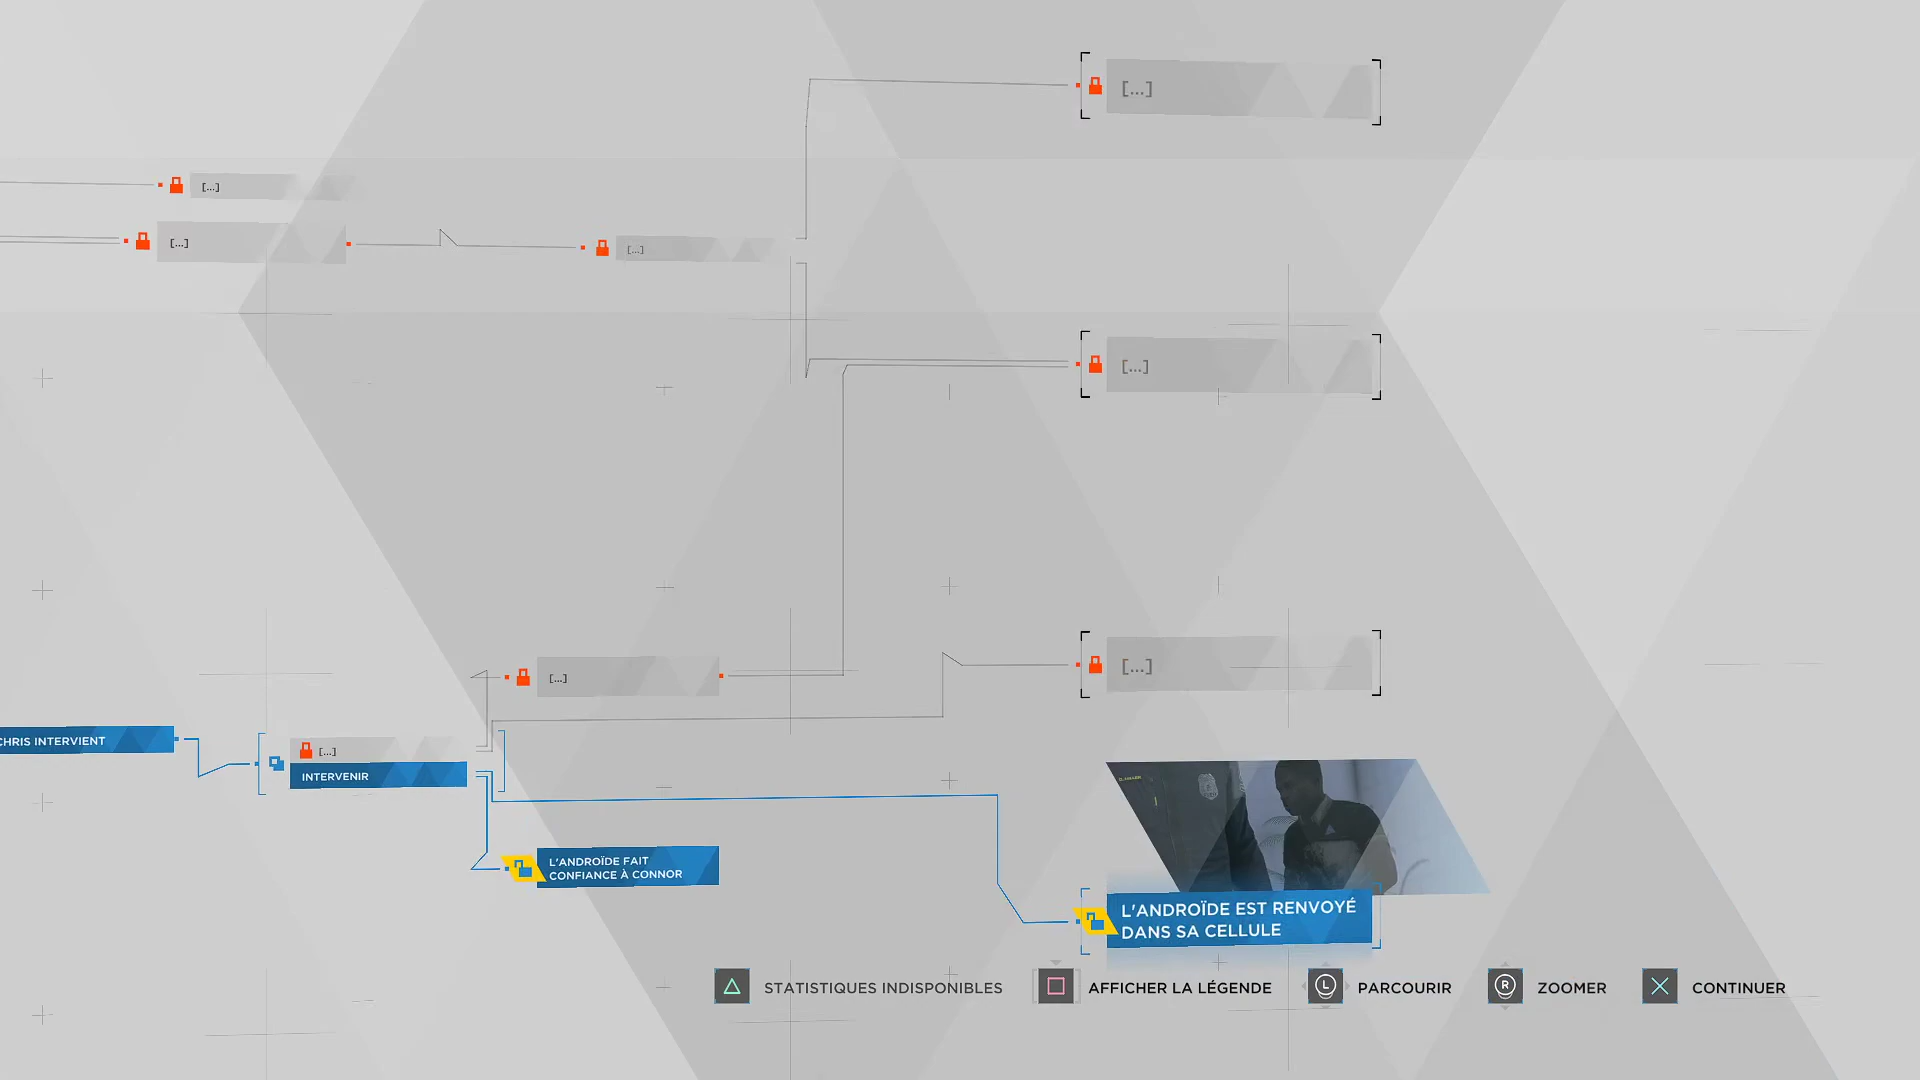 [...]
[...]
[...]
[...]
[...]
[...]
[...]
CHRIS INTERVIENT
[...]
INTERVENIR
L'ANDROÏDE FAIT
CONFIANCE À CONNOR
L'ANDROÏDE EST RENVOYÉ
DANS SA CELLULE
STATISTIQUES INDISPONIBLES
AFFICHER LA LÉGENDE
L
PARCOURIR
R
ZOOMER
CONTINUER